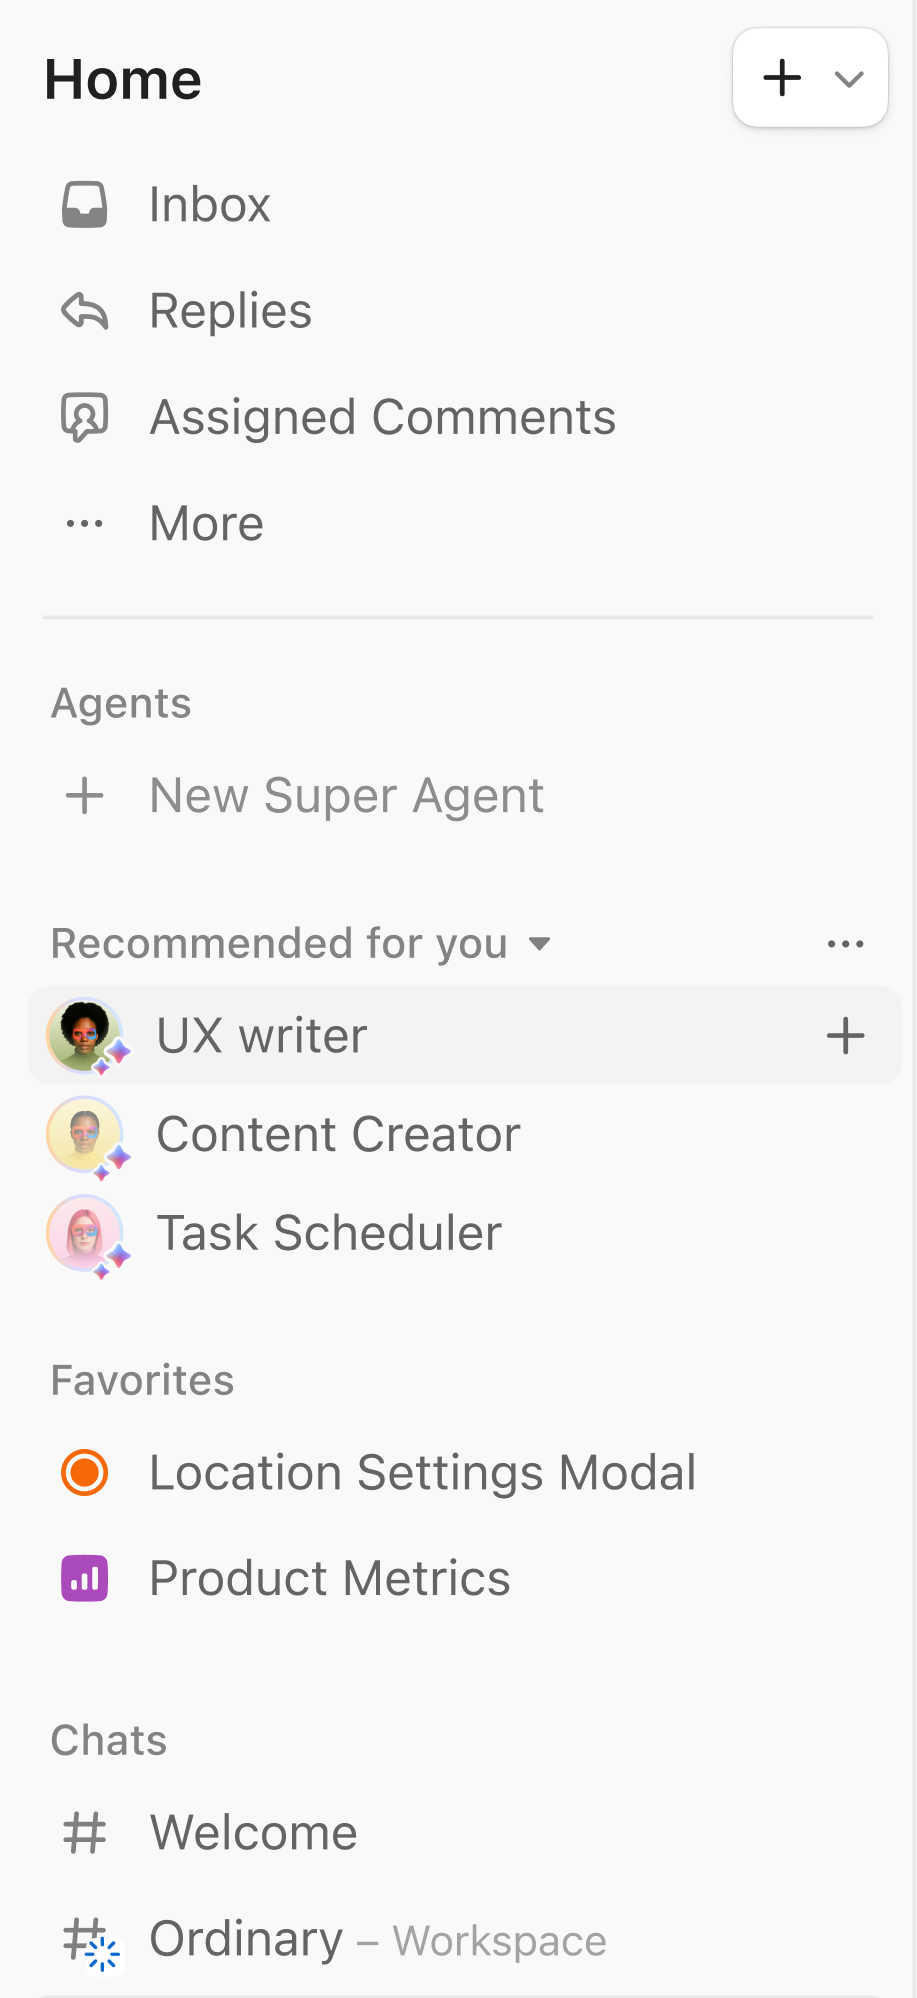 Home
Inbox
Replies
Assigned Comments
More
Agents
New Super Agent
Recommended for you
UX writer
Content Creator
Task Scheduler
Favorites
Location Settings Modal
Product Metrics
Chats
Welcome
Ordinary – Workspace